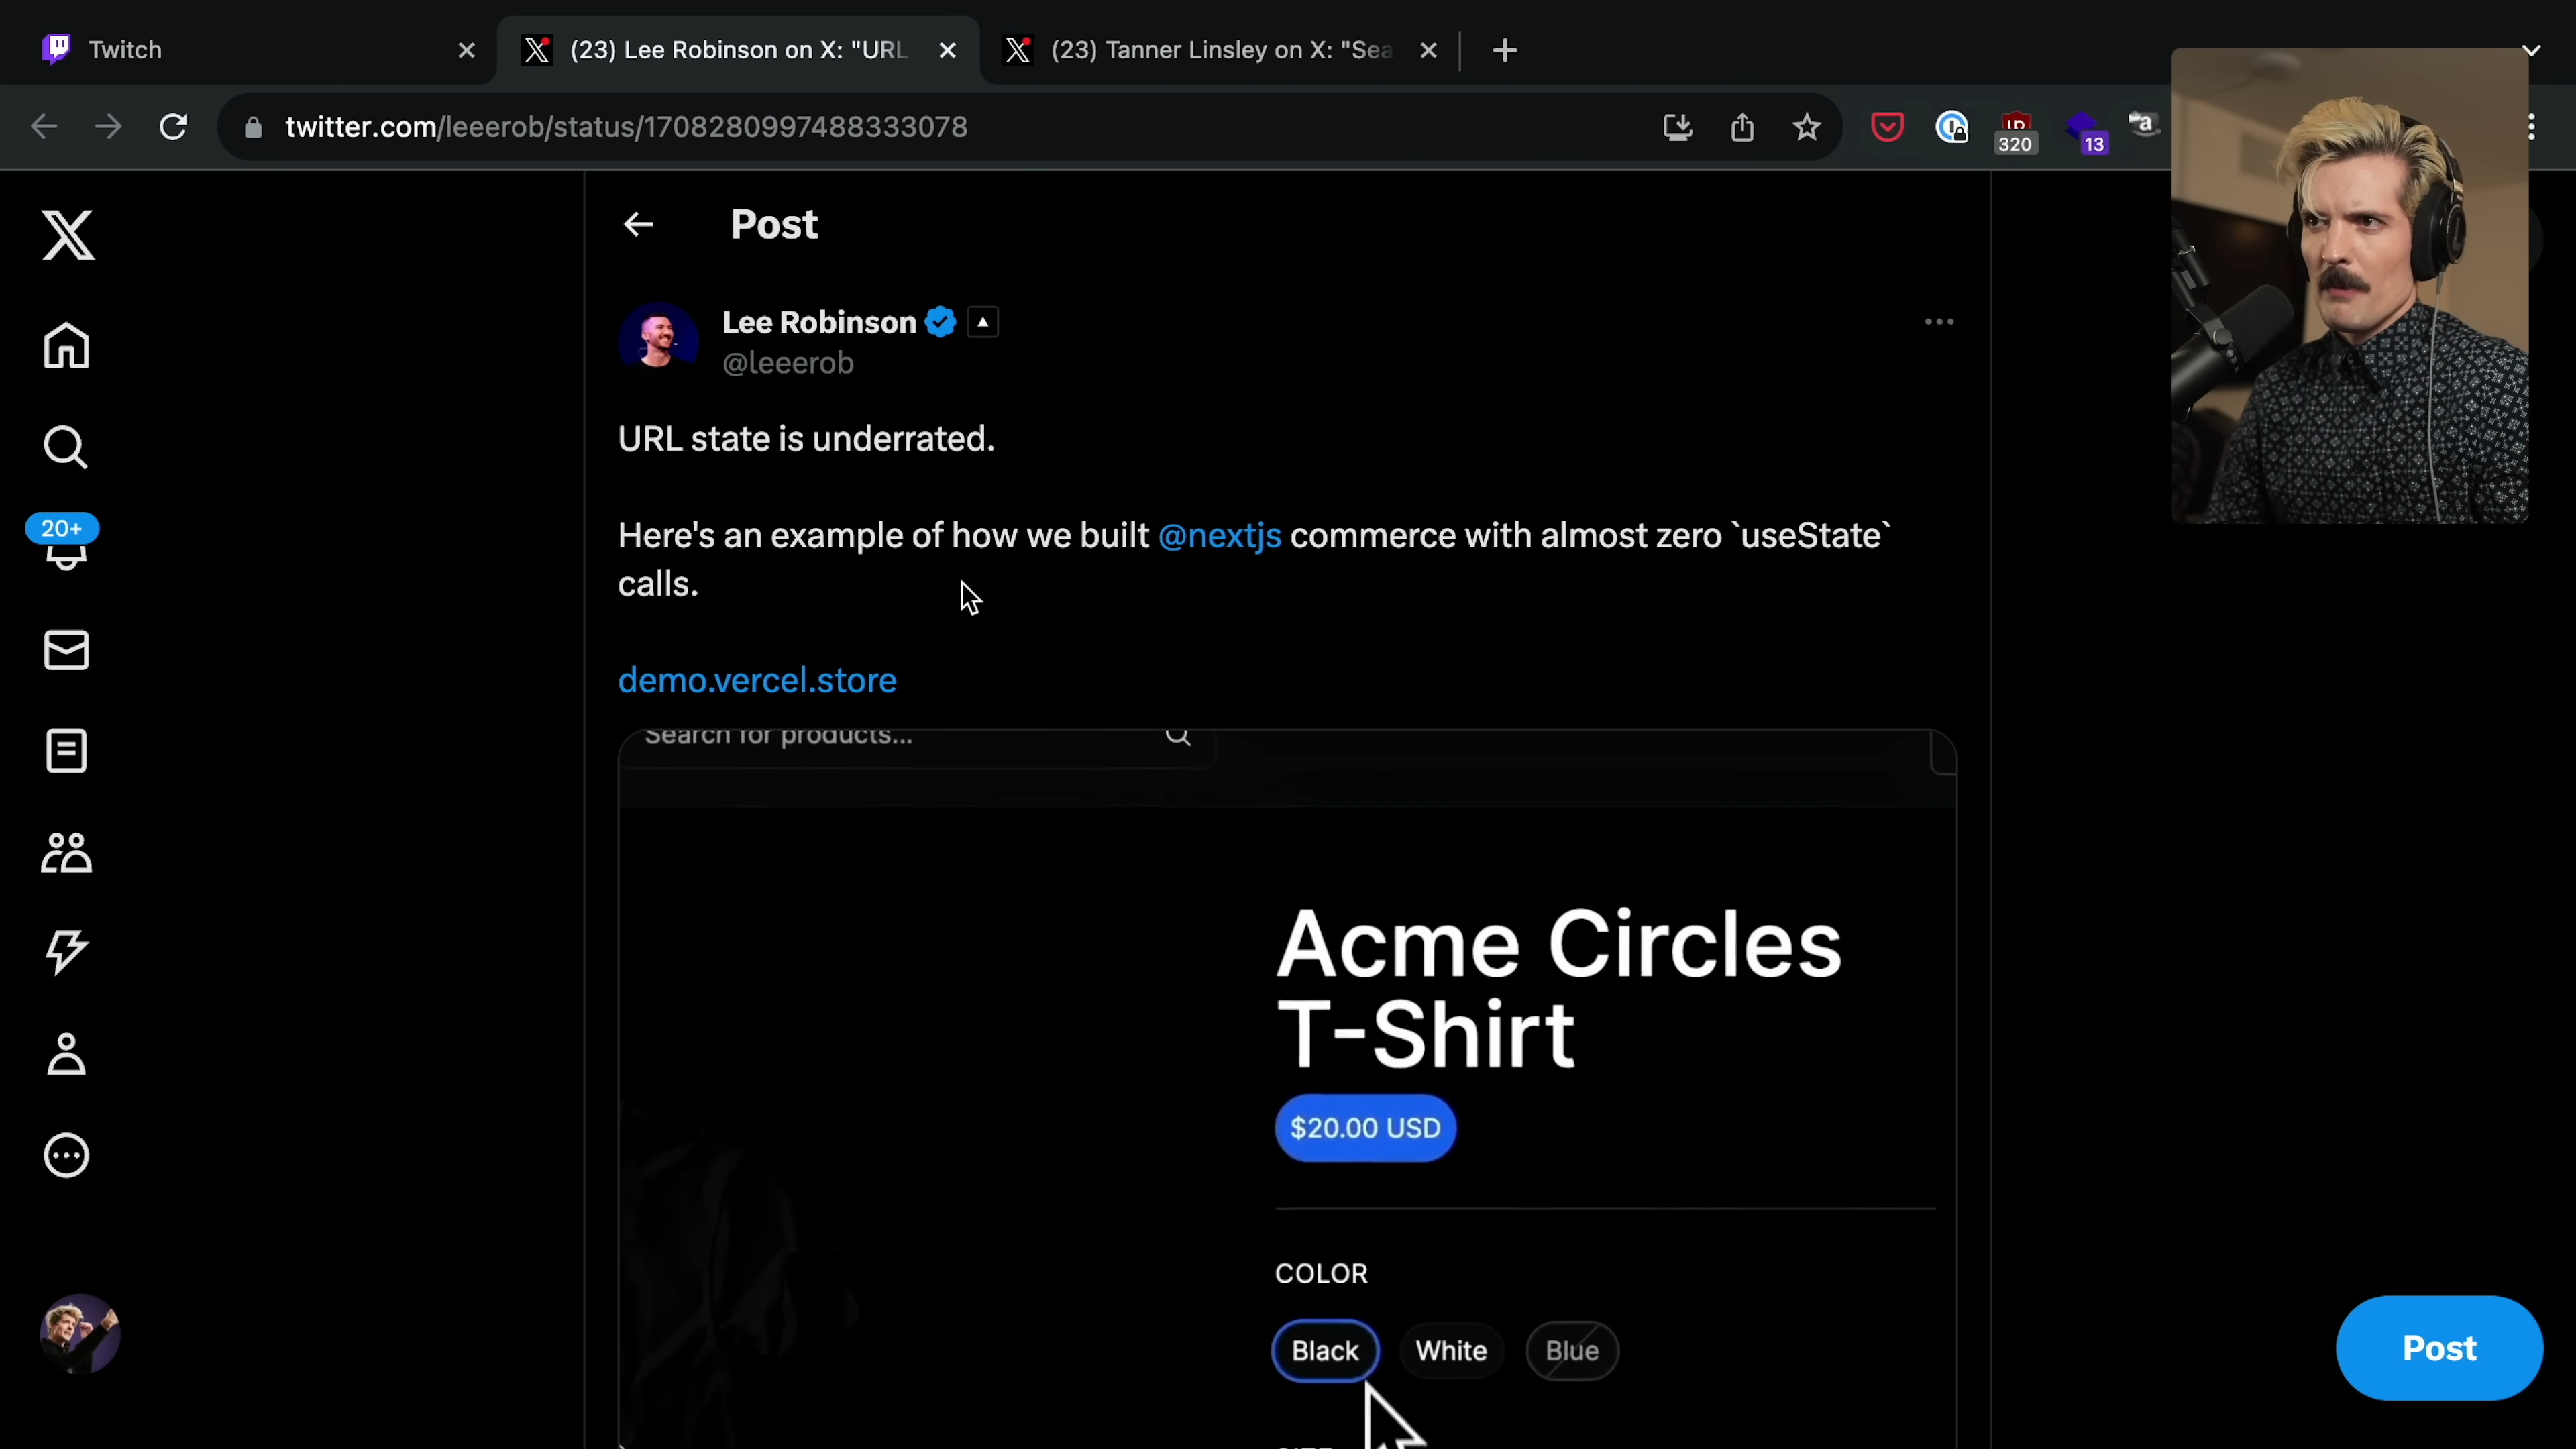 Twitch
(23) Lee Robinson on X: "URL
(23) Tanner Linsley on X: "Sea
twitter.com/leeerob/status/1708280997488333078
320
13
Post
Lee Robinson
@leeerob
URL state is underrated.
20+
Here's an example of how we built @nextjs commerce with almost zero `useState`
calls.
demo.vercel.store
Search for products...
Acme Circles
T-Shirt
$20.00 USD
COLOR
Black
White
Blue
Post